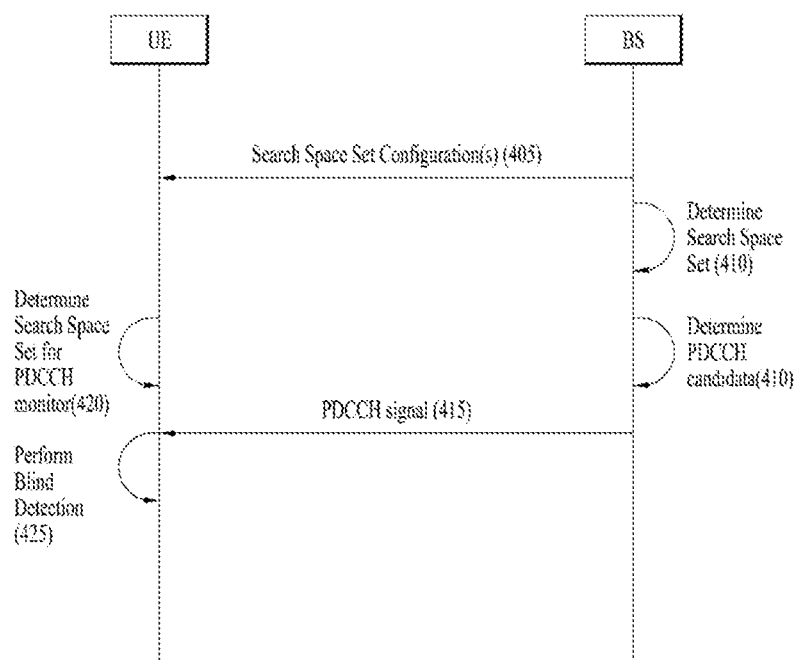 UE
BS
Search Space Set Configuration(s) (405)
Determine
Search Space
Set (410)
Determine
Search Space
Set for
PDCCH
monitor(420)
Determine
PDCCH
candidata(410)
PDCCH signal (415)
Perform
Blind
Detection
(425)